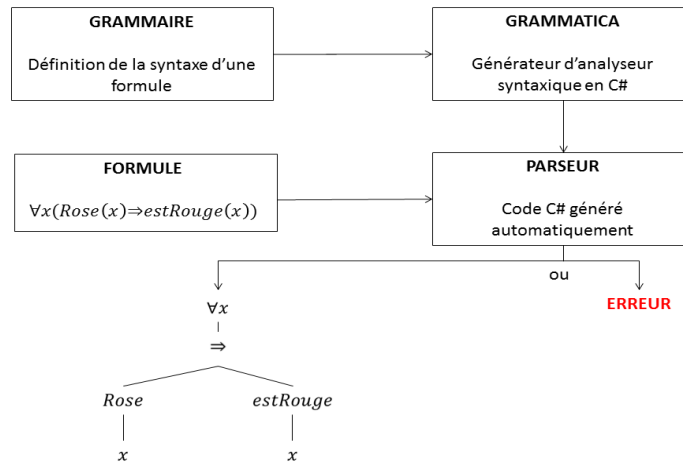 GRAMMAIRE
Définition de la syntaxe d'une
formule
GRAMMATICA
Générateur d'analyseur
syntaxique en C#
FORMULE
∀x(Rose(x)⇒estRouge(x))
PARSEUR
Code C# généré
automatiquement
ou
∀x
ERREUR
⇒
Rose
estRouge
x
x